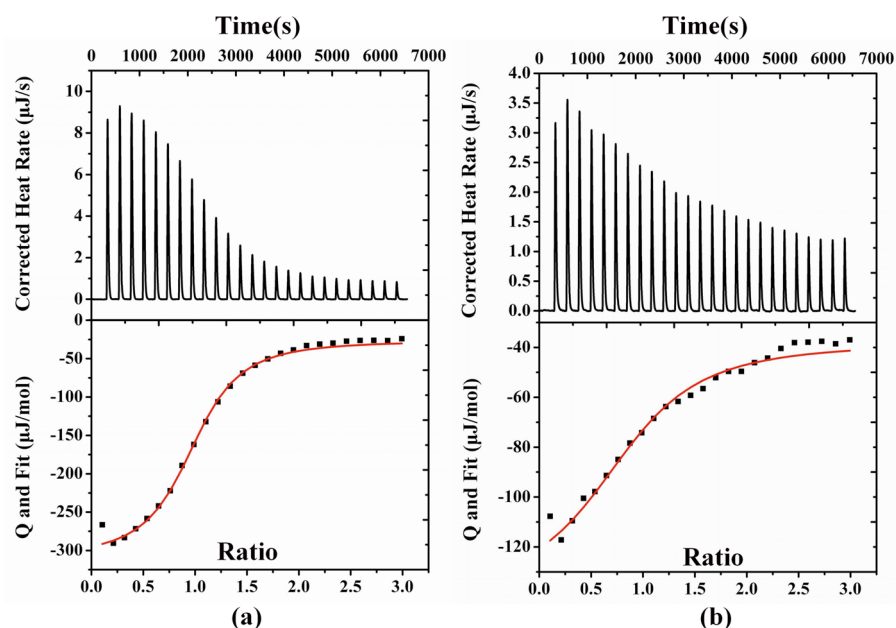 Time(s)
0 1000 2000 3000 4000 5000 6000 7000
Corrected Heat Rate (μJ/s)
10
8
6
4
2
0
0
-50
-100
-150
-200
-250
-300
Q and Fit (μJ/mol)
Ratio
0.0 0.5 1.0 1.5 2.0 2.5 3.0
(a)
Time(s)
0 1000 2000 3000 4000 5000 6000 7000
Corrected Heat Rate (μJ/s)
4.0
3.5
3.0
2.5
2.0
1.5
1.0
0.5
0.0
-40
-60
-80
-100
-120
Q and Fit (μJ/mol)
Ratio
0.0 0.5 1.0 1.5 2.0 2.5 3.0
(b)